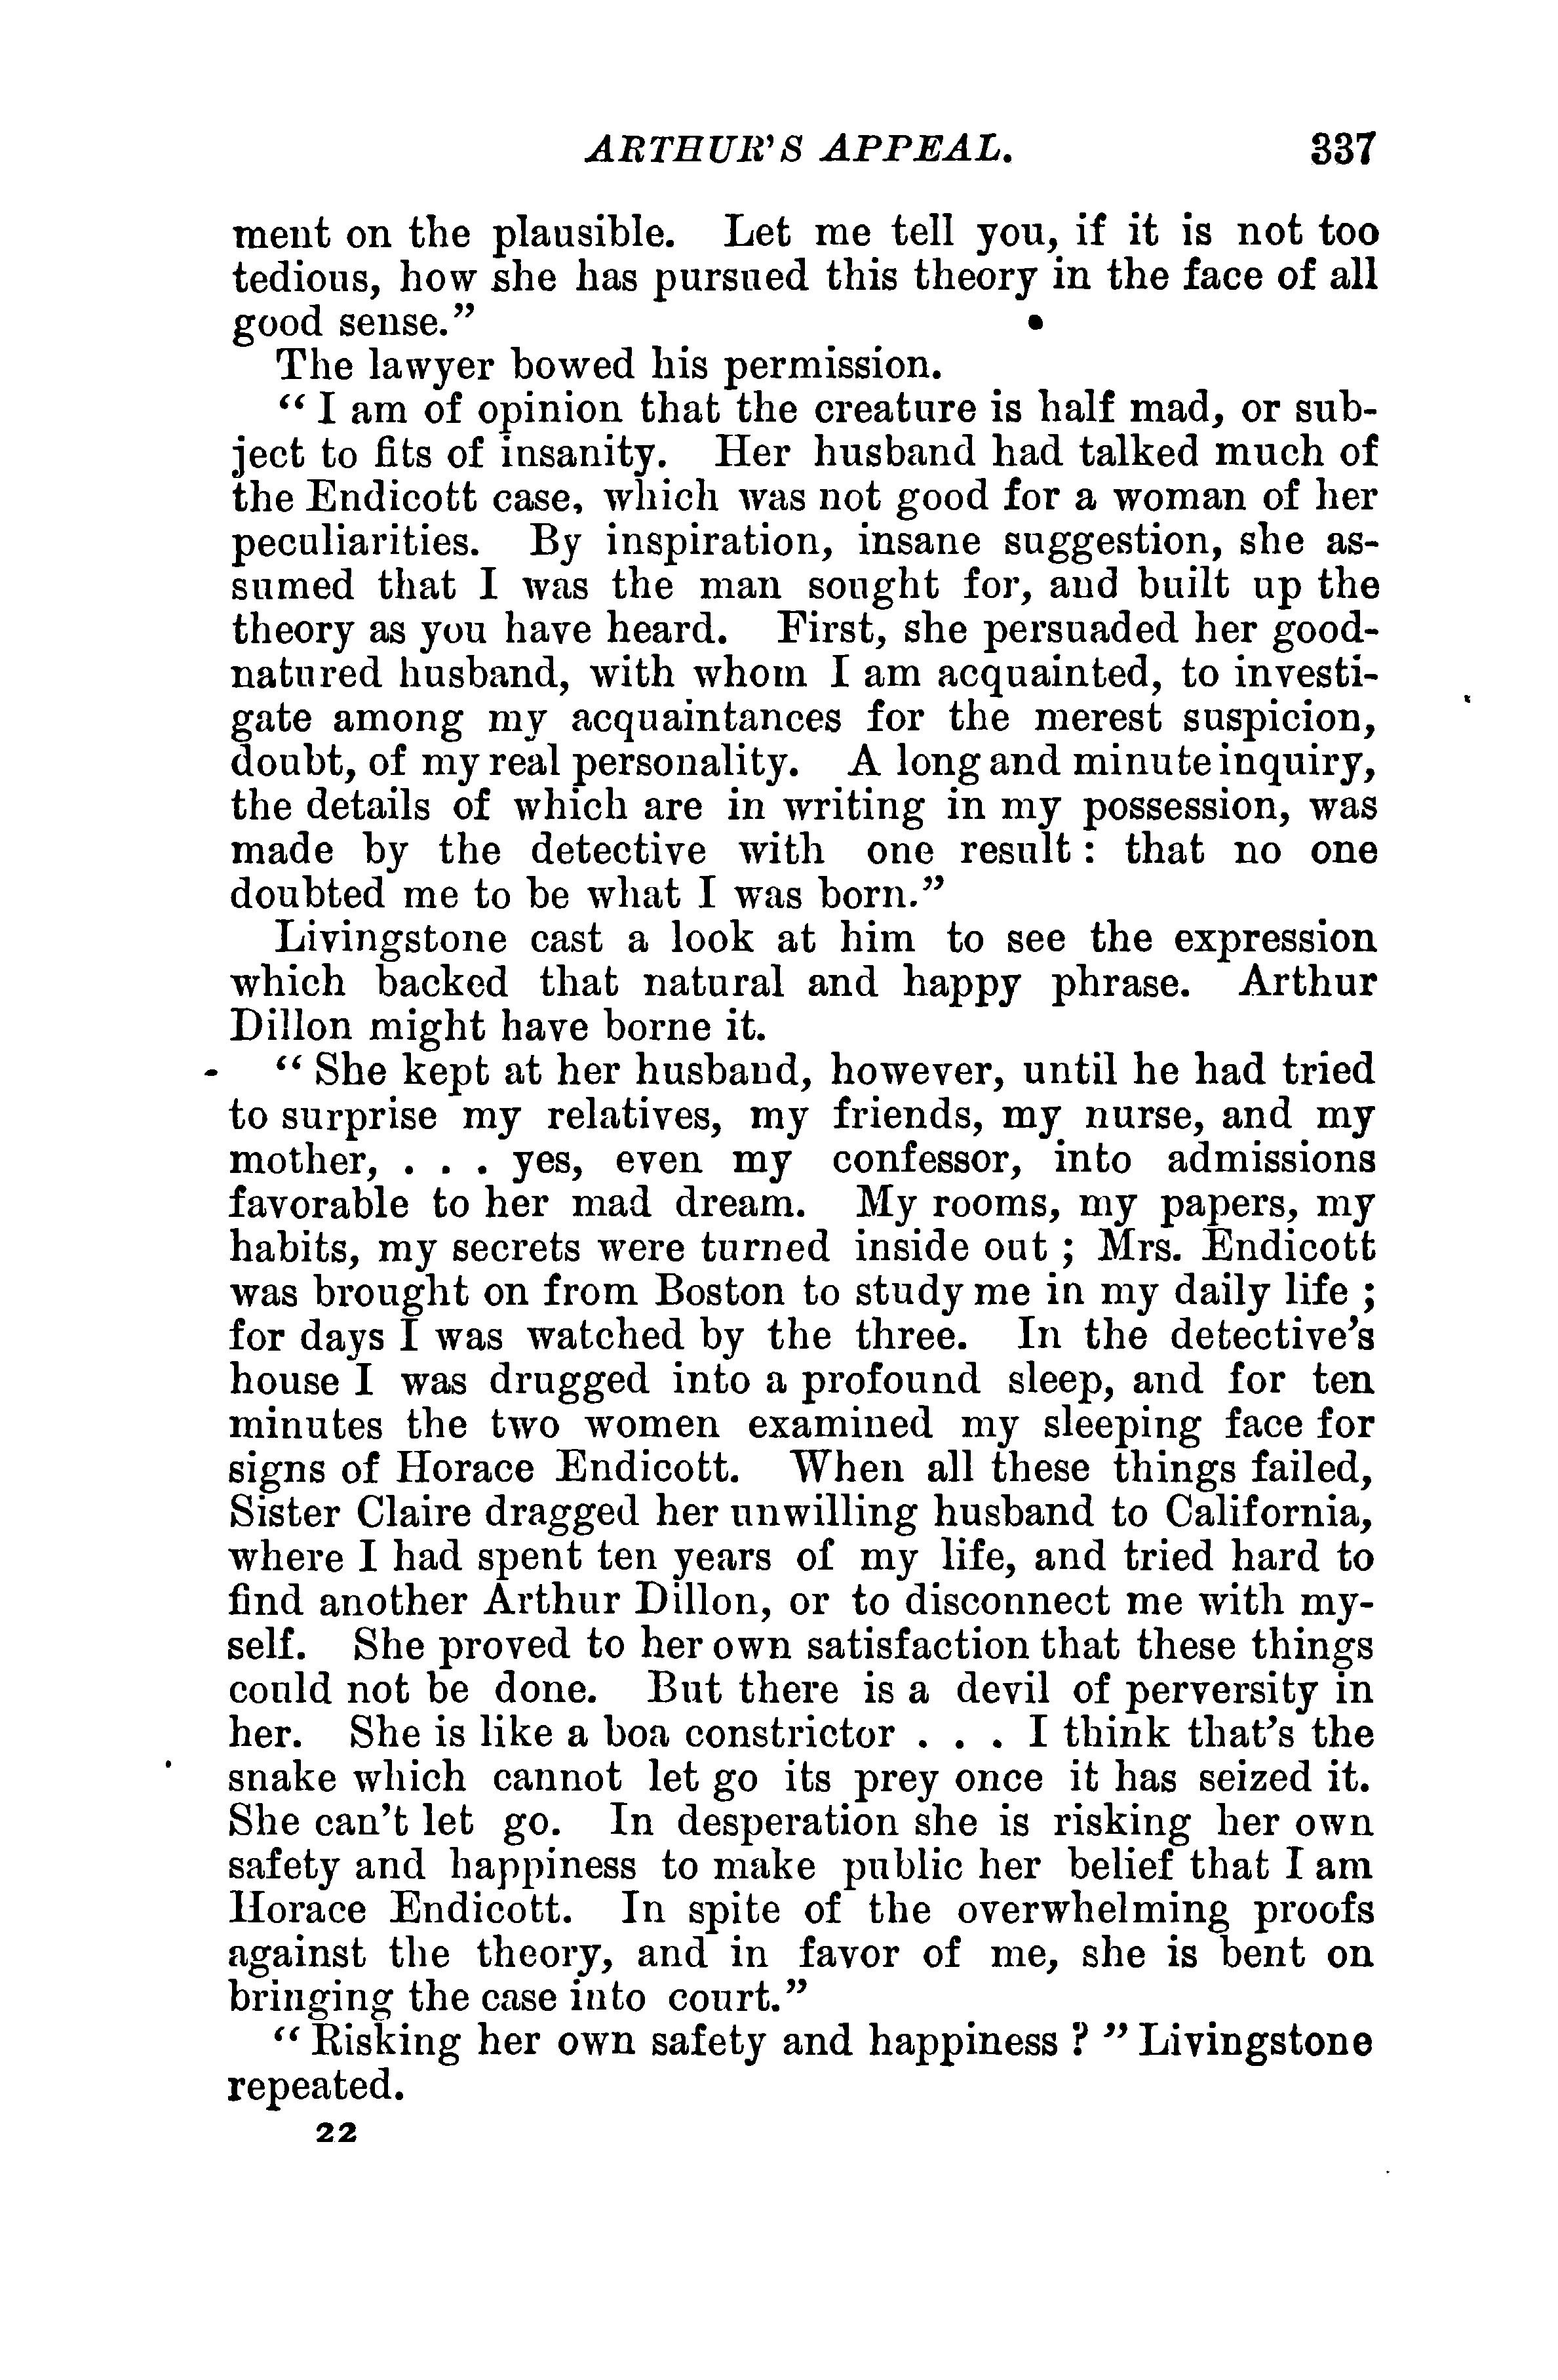 ARTHUR'S APPEAL. 337
ment on the plausible. Let me tell you, if it is not too
tedious, how she has pursued this theory in the face of all
good sense.”
The lawyer bowed his permission.
“ I am of opinion that the creature is half mad, or sub-
ject to fits of insanity. Her husband had talked much of
the Endicott case, which was not good for a woman of her
peculiarities. By inspiration, insane suggestion, she as-
sumed that I was the man sought for, and built up the
theory as you have heard. First, she persuaded her good-
natured husband, with whom I am acquainted, to investi-
gate among my acquaintances for the merest suspicion,
doubt, of my real personality. A long and minute inquiry,
the details of which are in writing in my possession, was
made by the detective with one result : that no one
doubted me to be what I was born.”
Livingstone cast a look at him to see the expression
which backed that natural and happy phrase. Arthur
Dillon might have borne it.
“ She kept at her husband, however, until he had tried
to surprise my relatives, my friends, my nurse, and my
mother, . . . yes, even my confessor, into admissions
favorable to her mad dream. My rooms, my papers, my
habits, my secrets were turned inside out ; Mrs. Endicott
was brought on from Boston to study me in my daily life ;
for days I was watched by the three. In the detective’s
house I was drugged into a profound sleep, and for ten
minutes the two women examined my sleeping face for
signs of Horace Endicott. When all these things failed,
Sister Claire dragged her unwilling husband to California,
where I had spent ten years of my life, and tried hard to
find another Arthur Dillon, or to disconnect me with my-
self. She proved to her own satisfaction that these things
could not be done. But there is a devil of perversity in
her. She is like a boa constrictor . . . I think that’s the
snake which cannot let go its prey once it has seized it.
She can’t let go. In desperation she is risking her own
safety and happiness to make public her belief that I am
Horace Endicott. In spite of the overwhelming proofs
against the theory, and in favor of me, she is bent on
bringing the case into court.”
“ Risking her own safety and happiness ? ” Livingstone
repeated.
22